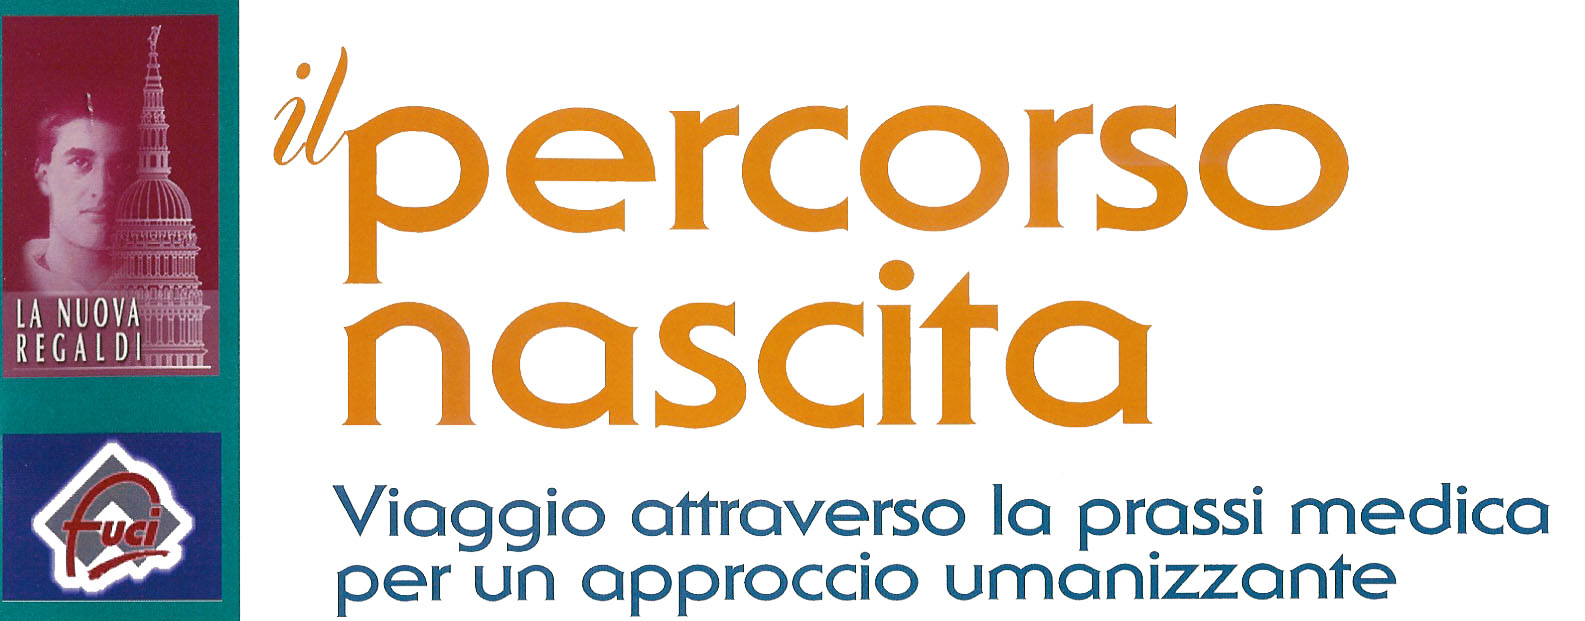 LA NUOVA
REGALDI
fuci
il percorso
nascita
Viaggio attraverso la prassi medica
per un approccio umanizzante